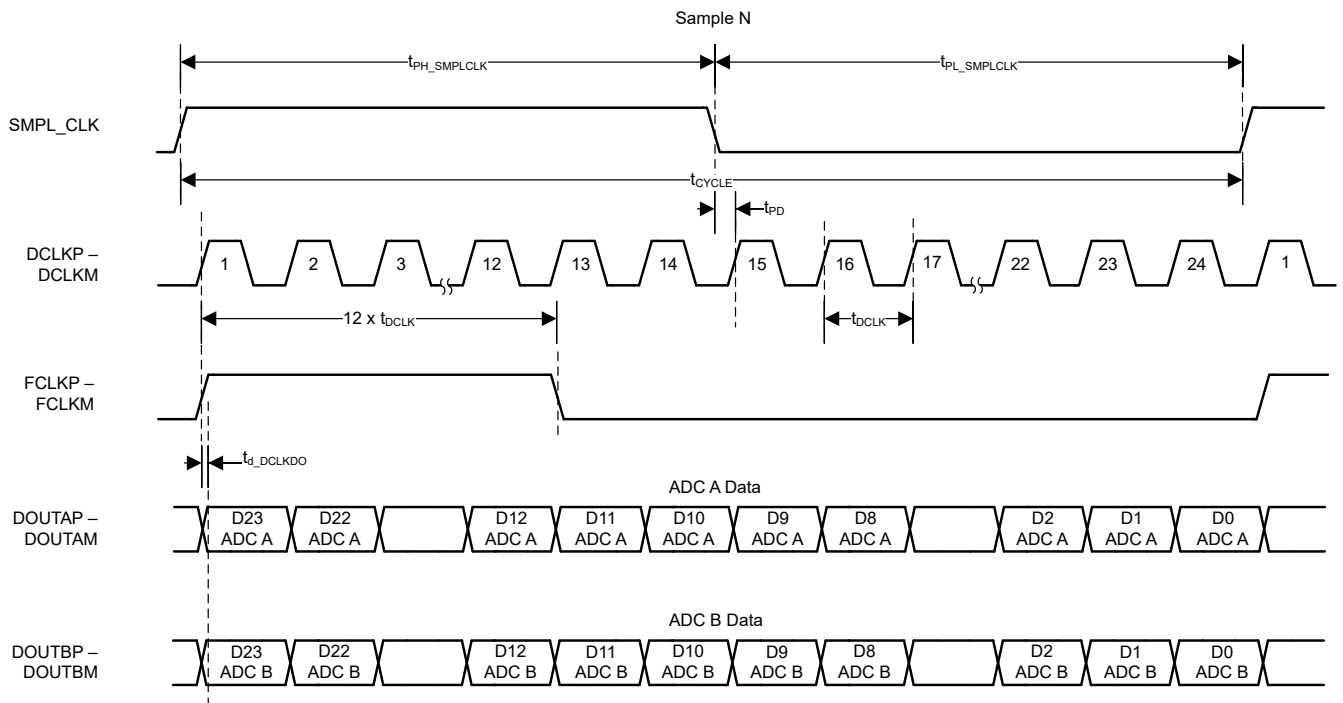 Sample N
tPH_SMPLCLK
tPL_SMPLCLK
SMPL_CLK
tCYCLE
tPD
DCLKP –
DCLKM
1
2
3
12
13
14
15
16
17
22
23
24
1
12 x tDCLK
tDCLK
FCLKP –
FCLKM
td_DCLKDO
ADC A Data
DOUTAP –
DOUTAM
D23
ADC A
D22
ADC A
D12
ADC A
D11
ADC A
D10
ADC A
D9
ADC A
D8
ADC A
D2
ADC A
D1
ADC A
D0
ADC A
ADC B Data
DOUTBP –
DOUTBM
D23
ADC B
D22
ADC B
D12
ADC B
D11
ADC B
D10
ADC B
D9
ADC B
D8
ADC B
D2
ADC B
D1
ADC B
D0
ADC B